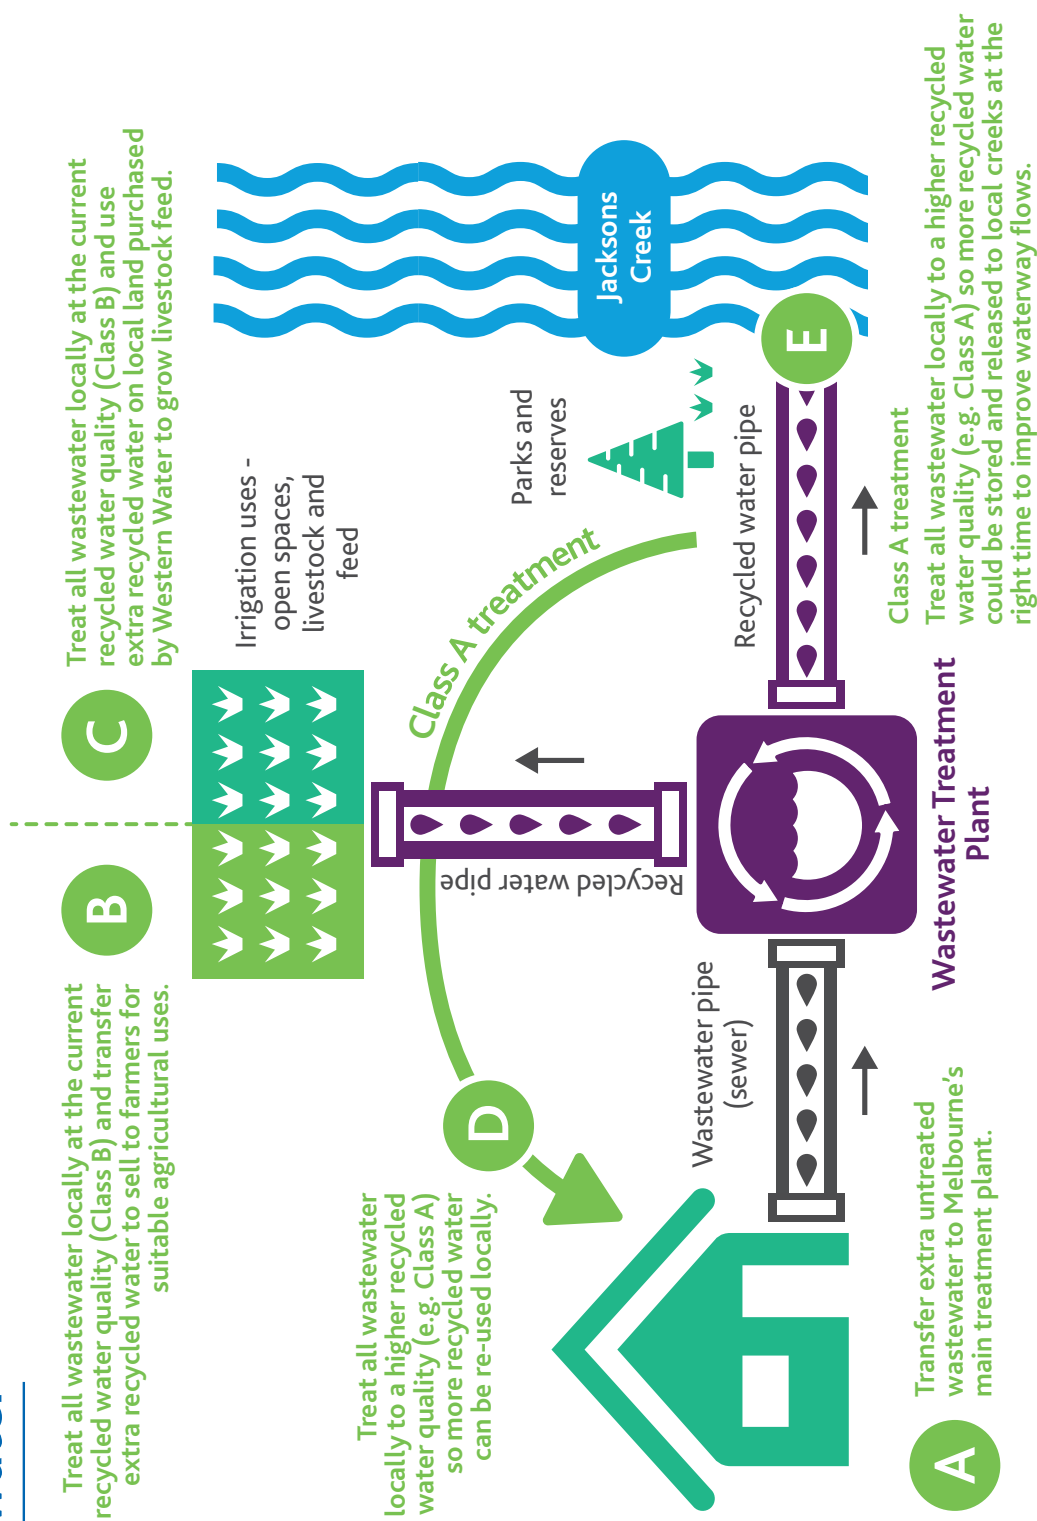 Treat all wastewater locally at the current
recycled water quality (Class B) and transfer
extra recycled water to sell to farmers for
suitable agricultural uses.
B
C
Treat all wastewater locally at the current
recycled water quality (Class B) and use
extra recycled water on local land purchased
by Western Water to grow livestock feed.
Irrigation uses -
open spaces,
livestock and
feed
Treat all wastewater
locally to a higher recycled
water quality (e.g. Class A)
so more recycled water
can be re-used locally.
D
Class A treatment
Recycled water pipe
Parks and
reserves
Jacksons
Creek
Wastewater pipe
(sewer)
Recycled water pipe
E
A
Transfer extra untreated
wastewater to Melbourne's
main treatment plant.
Wastewater Treatment
Plant
Class A treatment
Treat all wastewater locally to a higher recycled
water quality (e.g. Class A) so more recycled water
could be stored and released to local creeks at the
right time to improve waterway flows.